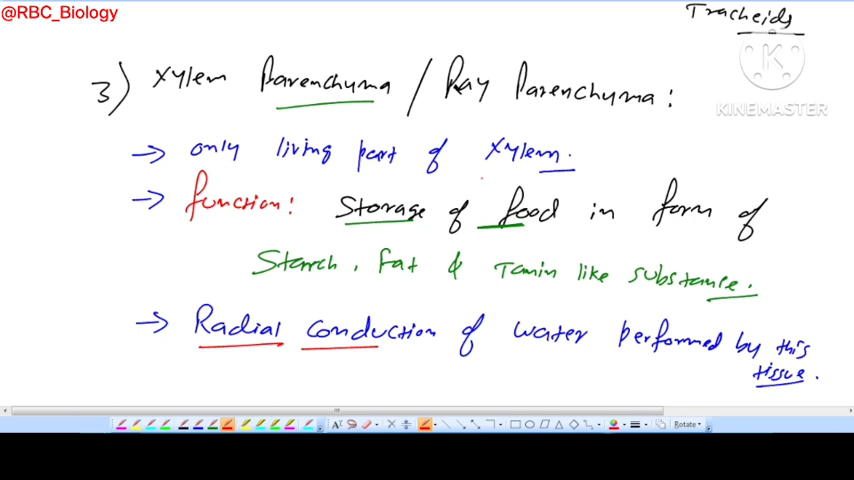 @RBC_Biology
Tracheids
KINEMASTER
3) Xylem Parenchyma / Ray Parenchyma :
→ only living part of xylem.
→ function: Storage of food in form of
Starch, Fat & Tanin like substance.
→ Radial conduction of water performed by this
tissue.
Rotate